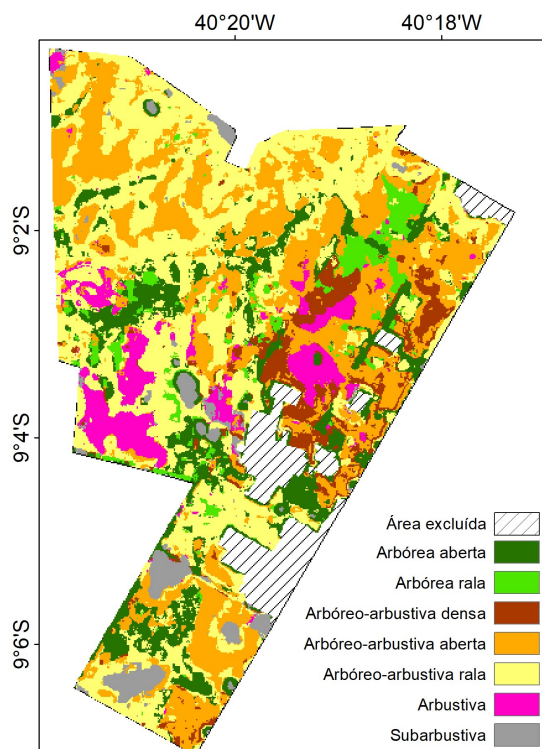 40°20'W 40°18'W
9°2'S
9°4'S
9°6'S
Área excluída
Arbórea aberta
Arbórea rala
Arbóreo-arbustiva densa
Arbóreo-arbustiva aberta
Arbóreo-arbustiva rala
Arbustiva
Subarbustiva